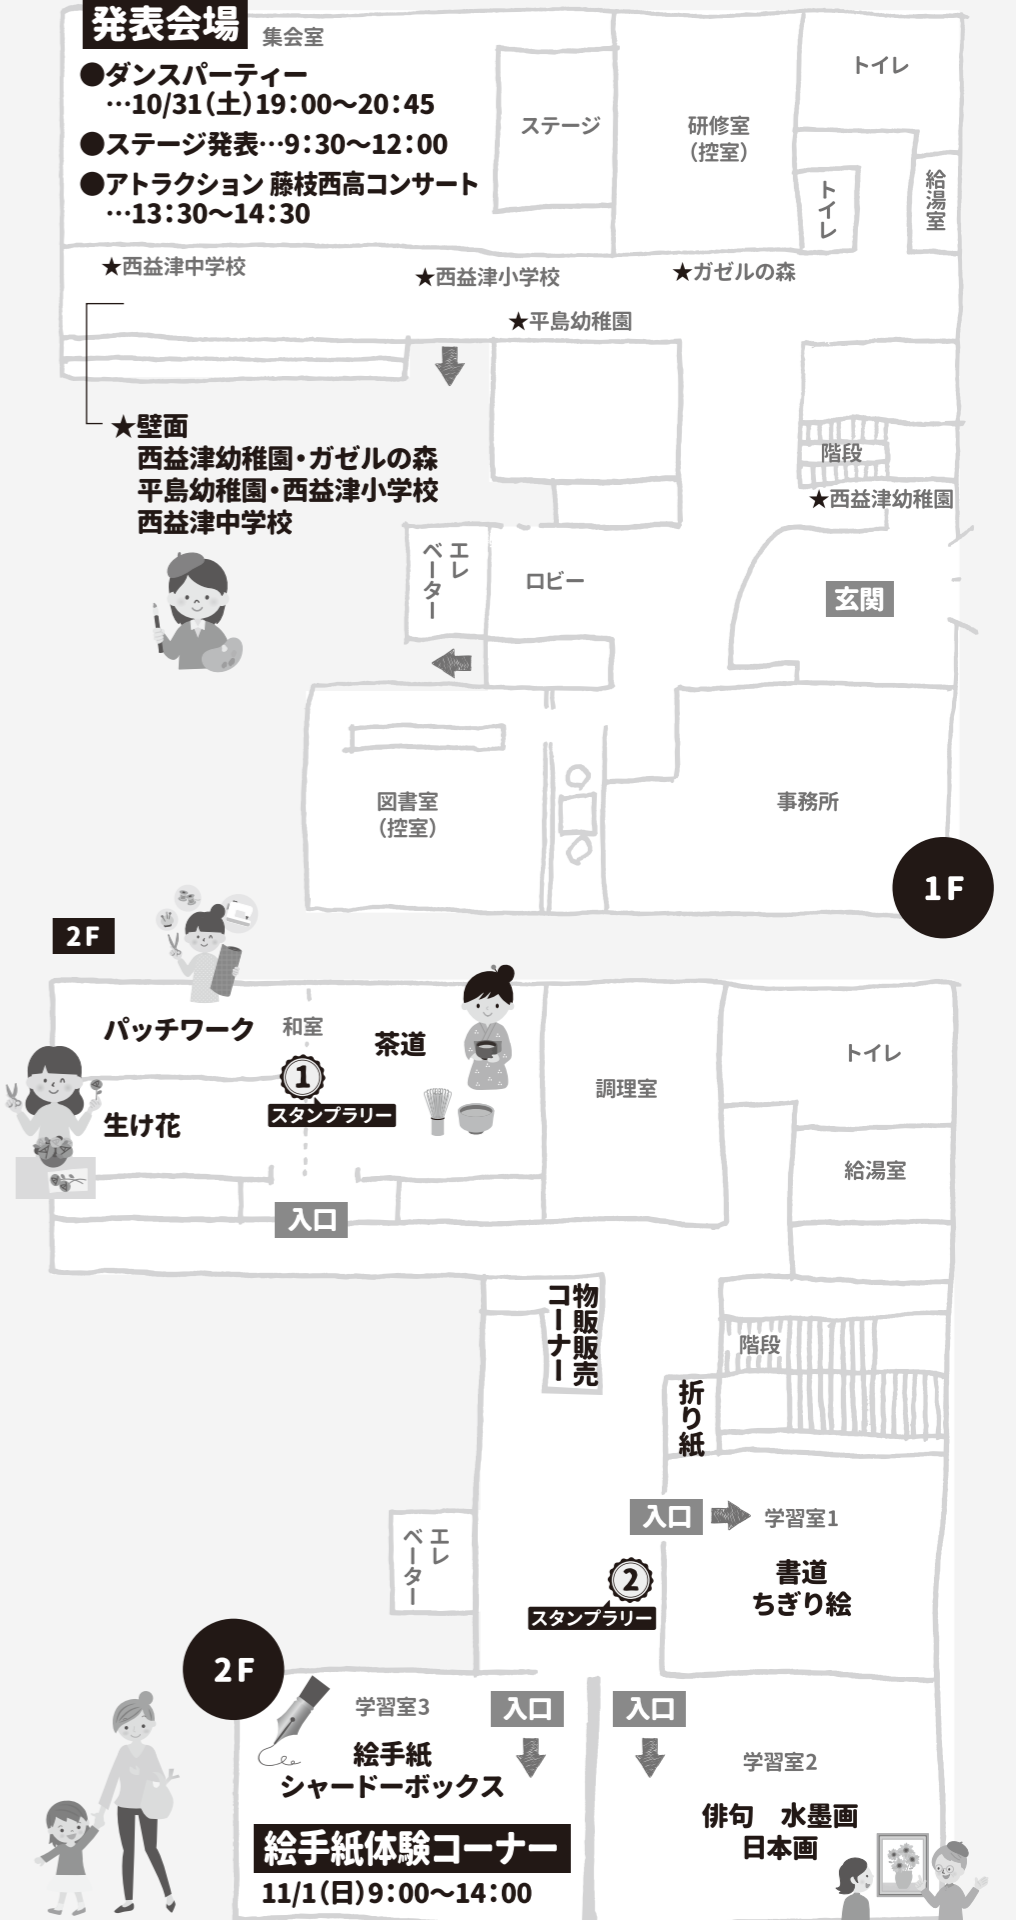 発表会場
集会室
●ダンスパーティー
…10/31(土)19:00〜20:45
●ステージ発表…9:30〜12:00
●アトラクション 藤枝西高コンサート
…13:30〜14:30
ステージ
研修室
(控室)
トイレ
トイレ
給湯室
★西益津中学校
★西益津小学校
★ガゼルの森
★平島幼稚園
★壁面
西益津幼稚園・ガゼルの森
平島幼稚園・西益津小学校
西益津中学校
階段
★西益津幼稚園
エレ
ベーター
ロビー
玄関
図書室
(控室)
事務所
1F
2F
パッチワーク
和室
茶道
1
スタンプラリー
生け花
入口
調理室
トイレ
給湯室
物販販売
コーナー
階段
折り紙
入口
学習室1
書道
ちぎり絵
2
スタンプラリー
エレ
ベーター
2F
学習室3
入口
入口
絵手紙
シャードーボックス
学習室2
俳句　水墨画
日本画
絵手紙体験コーナー
11/1(日)9:00〜14:00